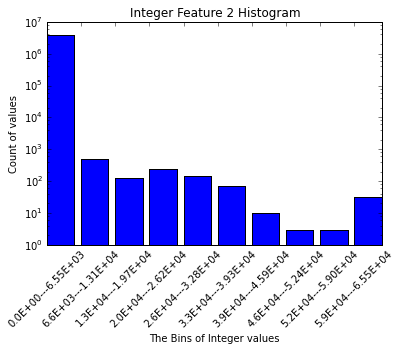 Integer Feature 2 Histogram
Count of values
10^7
10^6
10^5
10^4
10^3
10^2
10^1
10^0
0.0E+00---6.55E+03
6.6E+03---1.31E+04
1.3E+04---1.97E+04
2.0E+04---2.62E+04
2.6E+04---3.28E+04
3.3E+04---3.93E+04
3.9E+04---4.59E+04
4.6E+04---5.24E+04
5.2E+04---5.90E+04
5.9E+04---6.55E+04
The Bins of Integer values